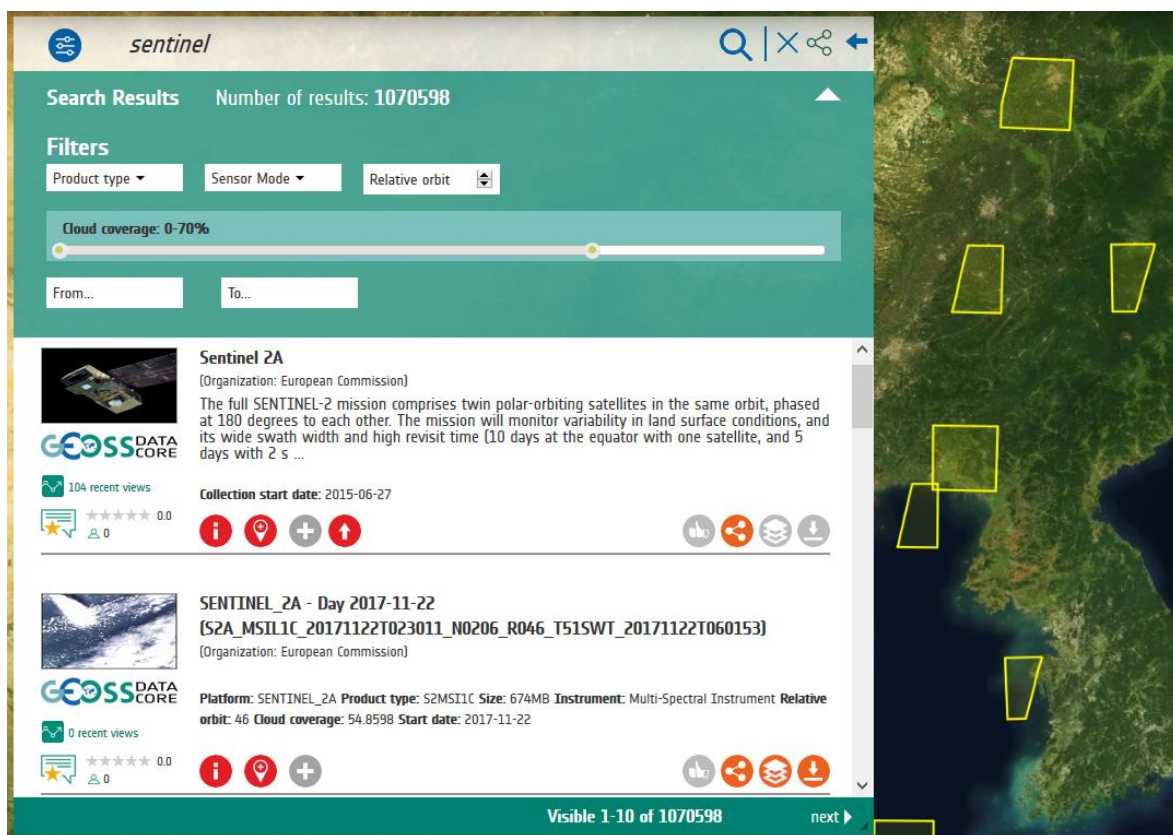 sentinel
Search Results Number of results: 1070598
Filters
Product type Sensor Mode Relative orbit
Cloud coverage: 0-70%
From... To...
Sentinel 2A
(Organization: European Commission)
The full SENTINEL-2 mission comprises twin polar-orbiting satellites in the same orbit, phased
at 180 degrees to each other. The mission will monitor variability in land surface conditions, and
its wide swath width and high revisit time (10 days at the equator with one satellite, and 5
days with 2 s ...
GEOSS DATA CORE
104 recent views
Collection start date: 2015-06-27
0.0
0
SENTINEL_2A - Day 2017-11-22
(S2A_MSIL1C_20171122T023011_N0206_R046_T51SWT_20171122T060153)
(Organization: European Commission)
GEOSS DATA CORE
Platform: SENTINEL_2A Product type: S2MSI1C Size: 674MB Instrument: Multi-Spectral Instrument Relative
orbit: 46 Cloud coverage: 54.8598 Start date: 2017-11-22
0 recent views
0.0
0
Visible 1-10 of 1070598 next